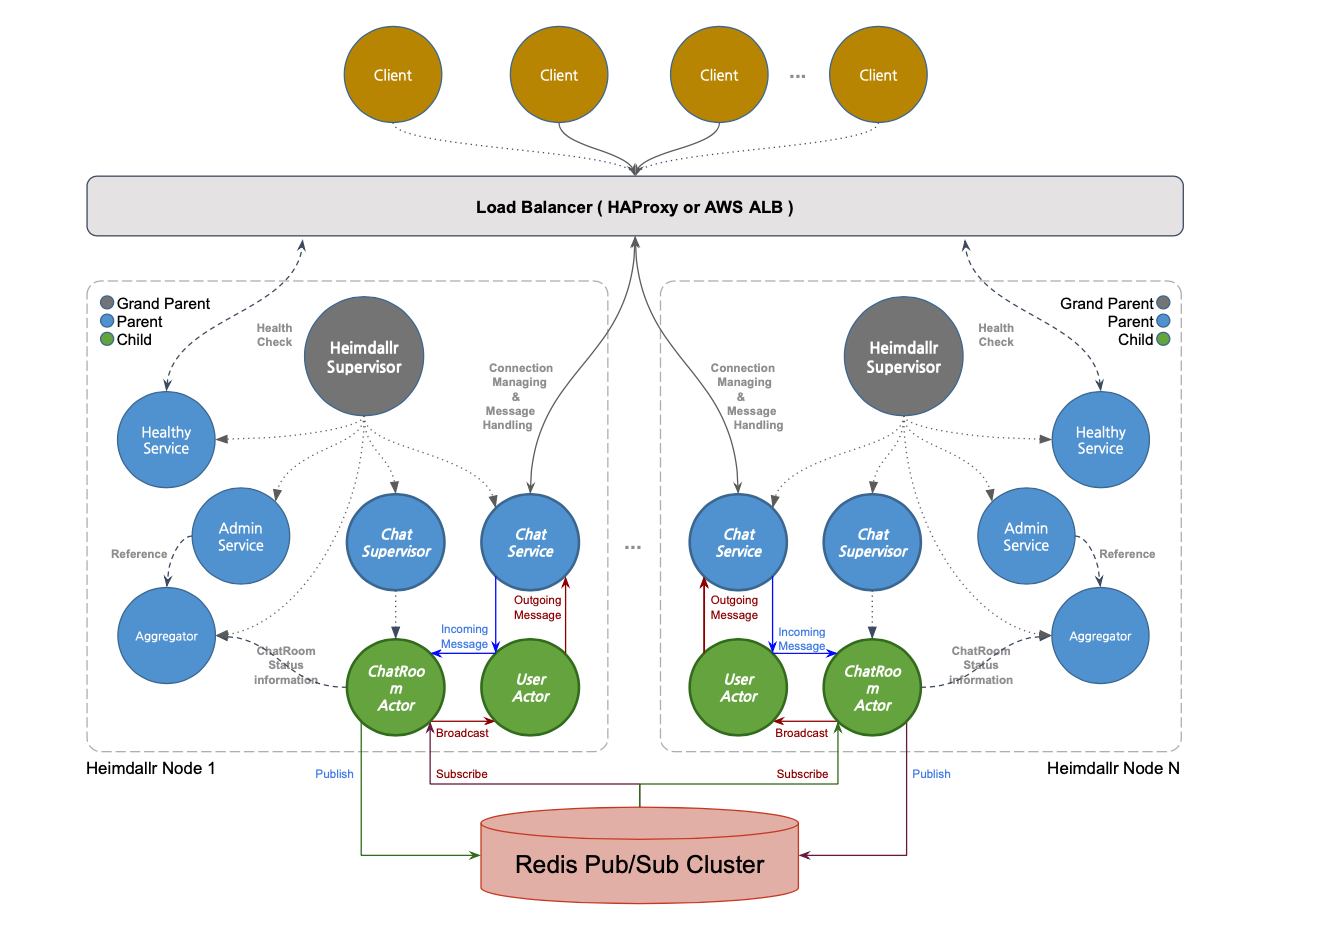 Client
Client
Client
...
Client
Load Balancer ( HAProxy or AWS ALB )
Grand Parent
Parent
Child
Health
Check
Heimdallr
Supervisor
Connection
Managing
&
Message
Handling
Healthy
Service
Admin
Service
Chat
Supervisor
Chat
Service
Reference
Aggregator
Outgoing
Message
Incoming
Message
ChatRoom
Status
information
ChatRoo
m
Actor
User
Actor
Broadcast
Heimdallr Node 1
Publish
Subscribe
...
Grand Parent
Parent
Child
Heimdallr
Supervisor
Health
Check
Connection
Managing
&
Message
Handling
Healthy
Service
Chat
Service
Chat
Supervisor
Admin
Service
Reference
Aggregator
Outgoing
Message
Incoming
Message
ChatRoom
Status
information
User
Actor
ChatRoo
m
Actor
Broadcast
Subscribe
Publish
Heimdallr Node N
Redis Pub/Sub Cluster